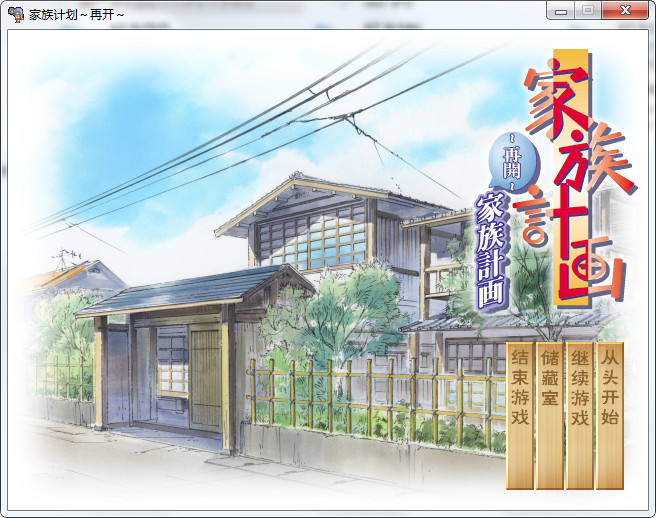 家族计划～再开～
家族計画
～再開～
家族計画
从头开始
继续游戏
储藏室
结束游戏